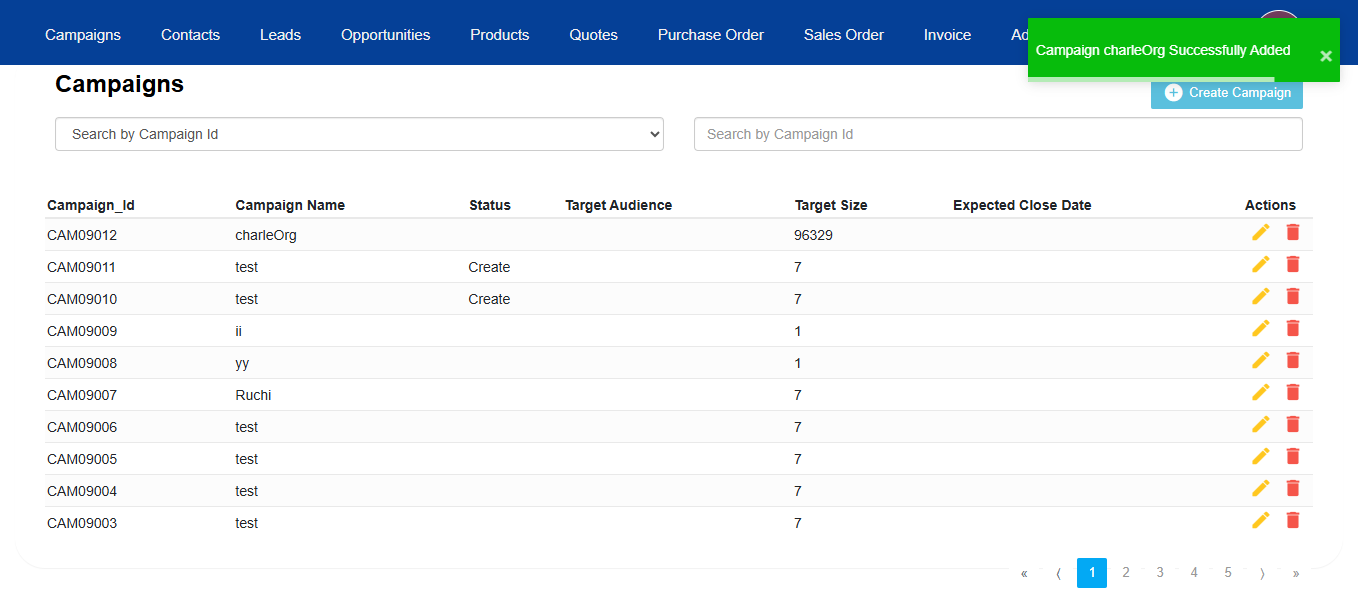 Campaigns Contacts Leads Opportunities Products Quotes Purchase Order Sales Order Invoice Ad
Campaign charleOrg Successfully Added ×
Campaigns
Create Campaign
Search by Campaign Id Search by Campaign Id
Campaign_Id Campaign Name Status Target Audience Target Size Expected Close Date Actions
CAM09012 charleOrg 96329
CAM09011 test Create 7
CAM09010 test Create 7
CAM09009 ii 1
CAM09008 yy 1
CAM09007 Ruchi 7
CAM09006 test 7
CAM09005 test 7
CAM09004 test 7
CAM09003 test 7
« ⟨ 1 2 3 4 5 ⟩ »